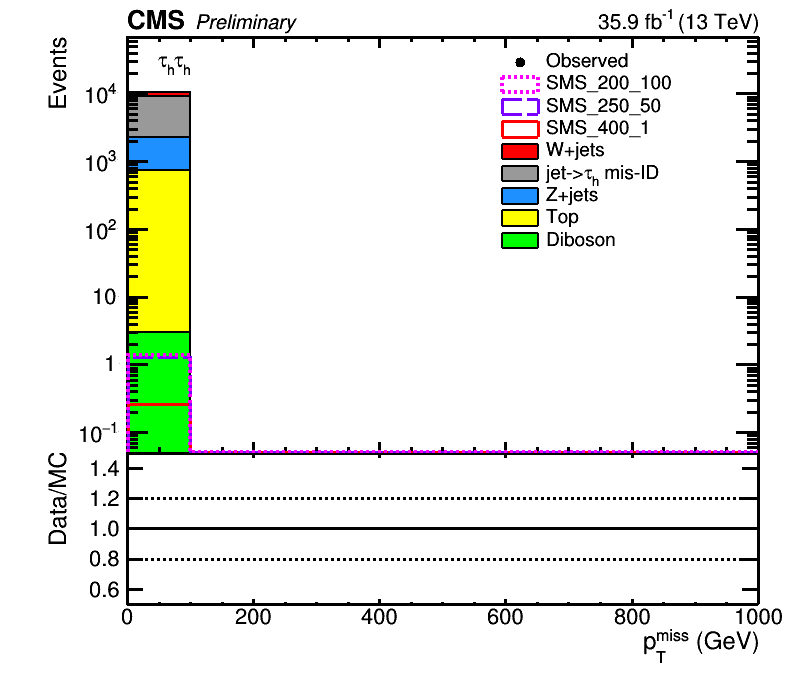 CMS Preliminary 35.9 fb⁻¹ (13 TeV)
Events
τₕτₕ
Observed
SMS_200_100
SMS_250_50
SMS_400_1
W+jets
jet->τₕ mis-ID
Z+jets
Top
Diboson
10⁴
10³
10²
10
1
10⁻¹
Data/MC
1.4
1.2
1.0
0.8
0.6
0 200 400 600 800 1000
p_T^miss (GeV)